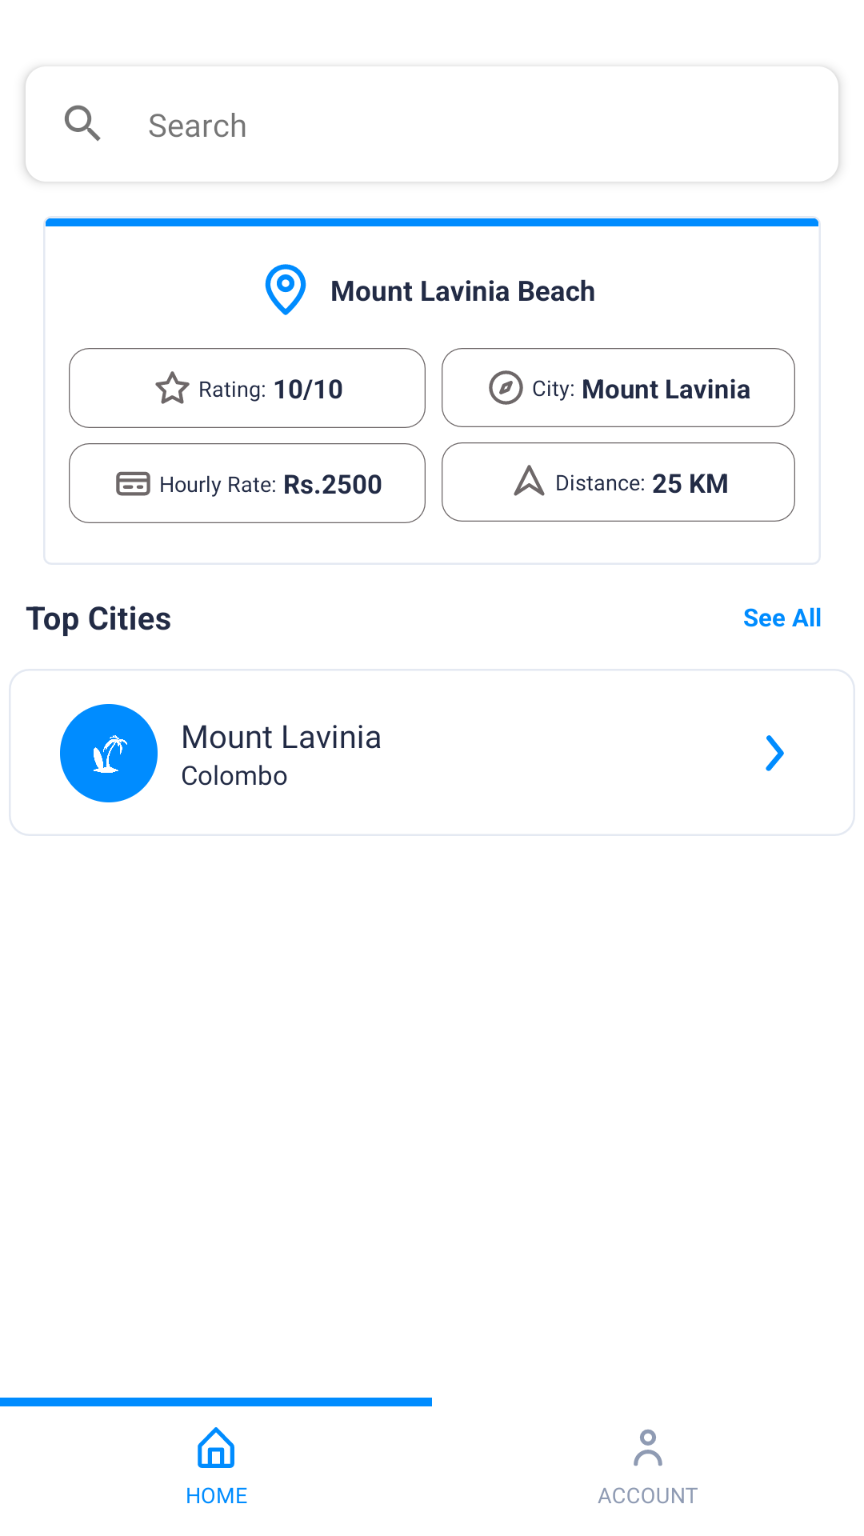 Search
Mount Lavinia Beach
Rating: 10/10
City: Mount Lavinia
Hourly Rate: Rs.2500
Distance: 25 KM
Top Cities
See All
Mount Lavinia
Colombo
HOME
ACCOUNT